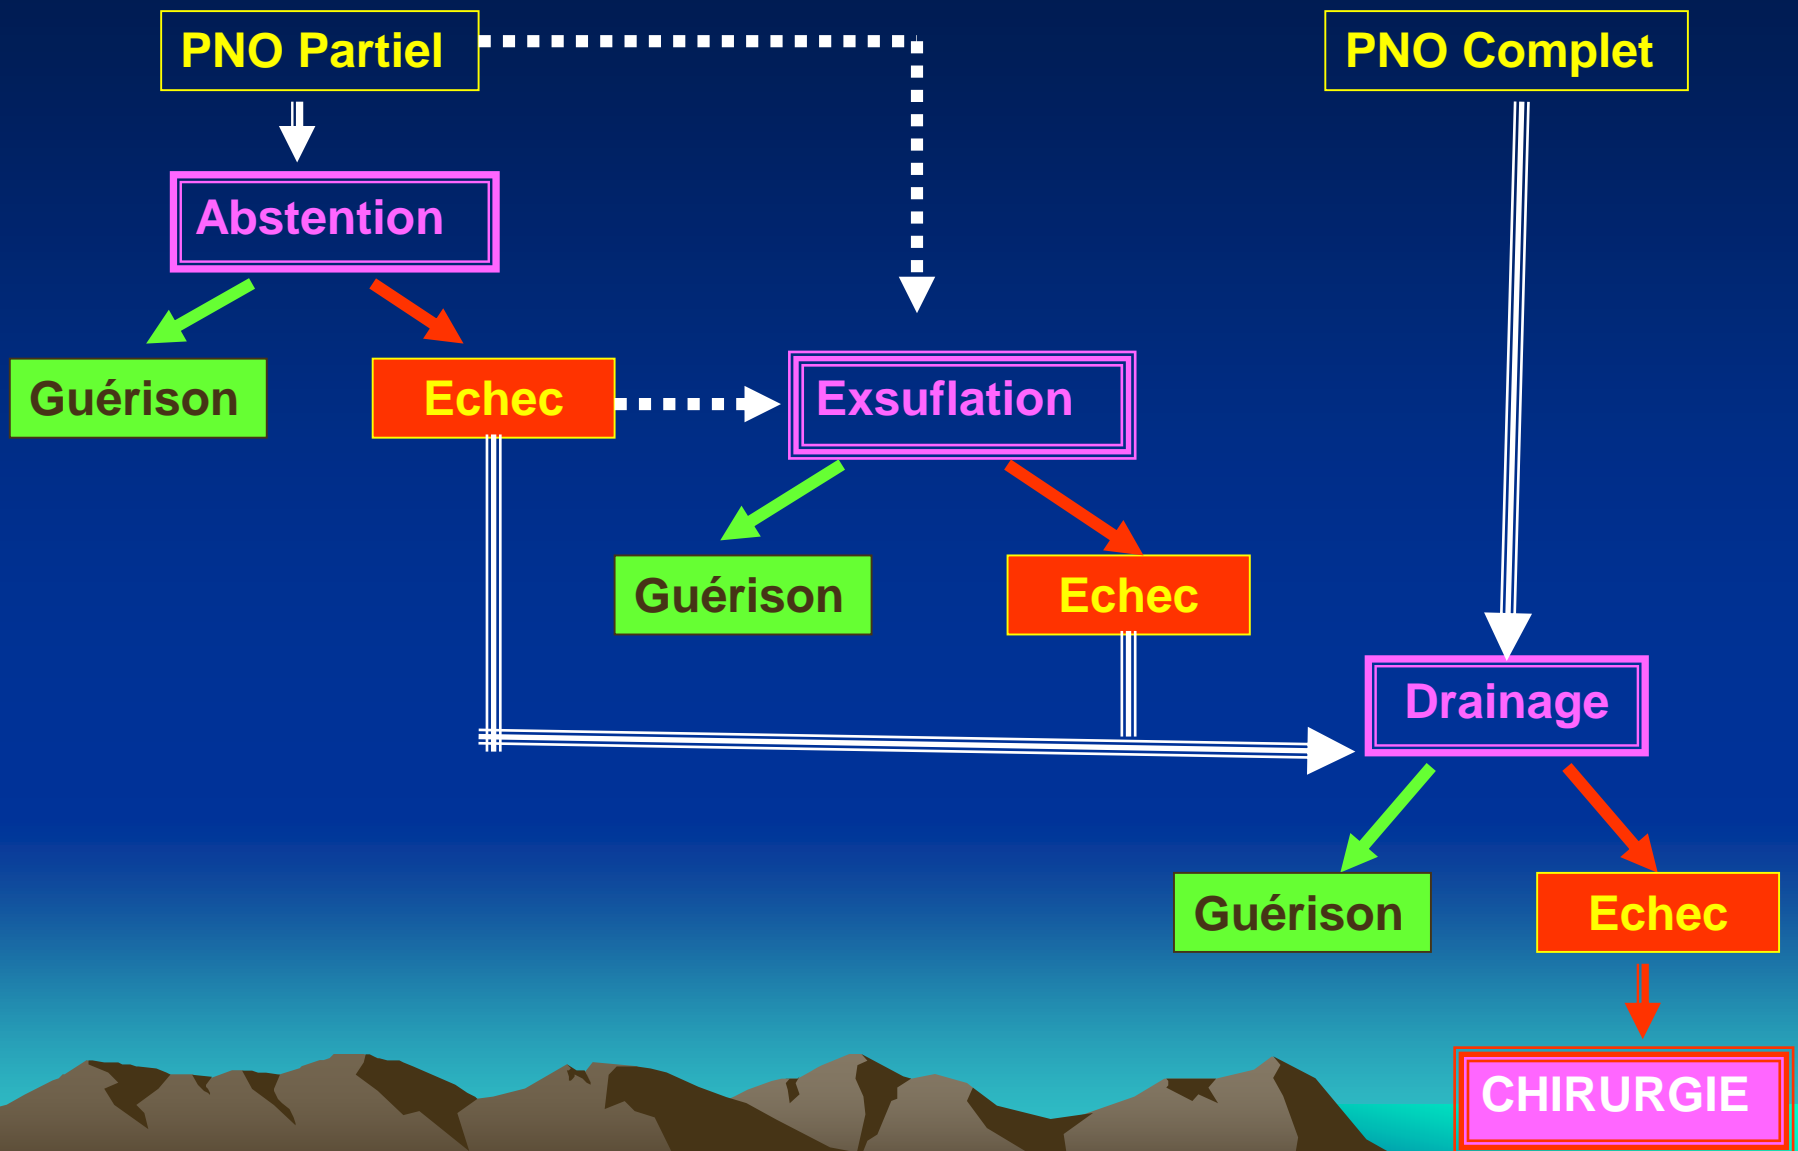 PNO Partiel
PNO Complet
Abstention
Guérison
Echec
Exsuflation
Guérison
Echec
Drainage
Guérison
Echec
CHIRURGIE